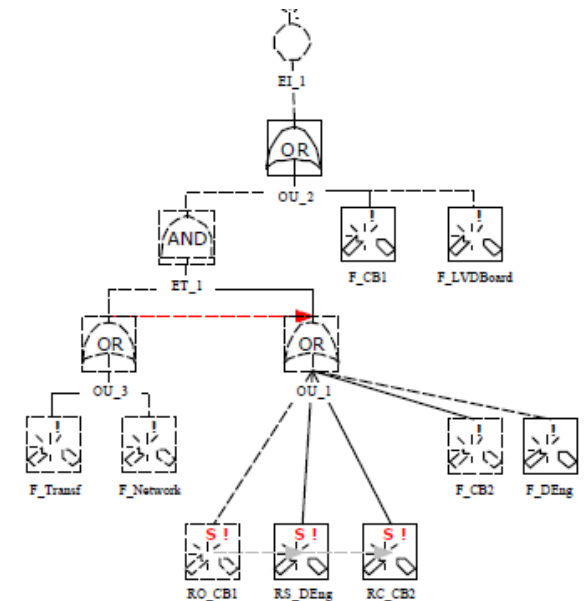 EI_1
OR
OU_2
AND
!
!
ET_1
F_CB1
F_LVDBoard
OR
OR
OU_3
OU_1
!
!
!
!
F_Transf
F_Network
F_CB2
F_DEng
S !
S !
S !
RO_CB1
RS_DEng
RC_CB2